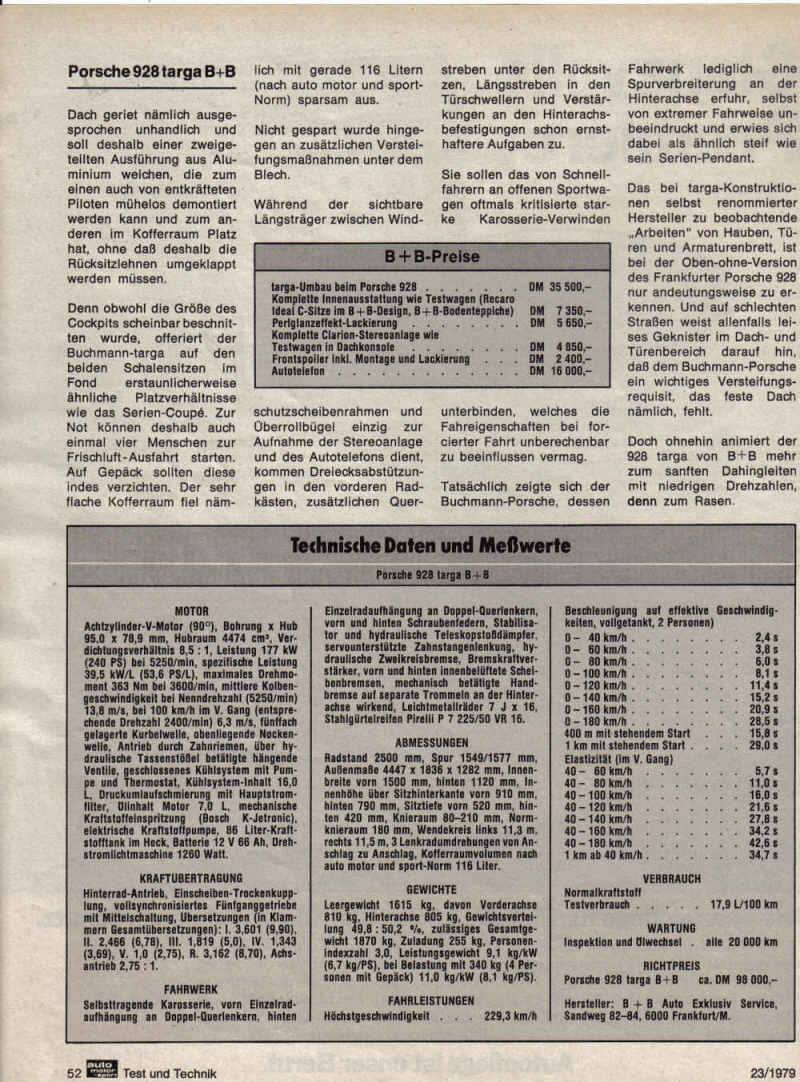 Porsche 928 targa B+B
Dach geriet nämlich ausge-
sprochen unhandlich und
soll deshalb einer zweige-
teilten Ausführung aus Alu-
minium weichen, die zum
einen auch von entkräfteten
Piloten mühelos demontiert
werden kann und zum an-
deren im Kofferraum Platz
hat, ohne daß deshalb die
Rücksitzlehnen umgeklappt
werden müssen.
Denn obwohl die Größe des
Cockpits scheinbar beschnit-
ten wurde, offeriert der
Buchmann-targa auf den
beiden Schalensitzen im
Fond erstaunlicherweise
ähnliche Platzverhältnisse
wie das Serien-Coupé. Zur
Not können deshalb auch
einmal vier Menschen zur
Frischluft-Ausfahrt starten.
Auf Gepäck sollten diese
indes verzichten. Der sehr
flache Kofferraum fiel näm-
lich mit gerade 116 Litern
(nach auto motor und sport-
Norm) sparsam aus.
Nicht gespart wurde hinge-
gen an zusätzlichen Verstei-
fungsmaßnahmen unter dem
Blech.
Während der sichtbare
Längsträger zwischen Wind-
schutzscheibenrahmen und
Überrollbügel einzig zur
Aufnahme der Stereoanlage
und des Autotelefons dient,
kommen Dreiecksabstützun-
gen in den vorderen Rad-
kästen, zusätzlichen Quer-
streben unter den Rücksit-
zen, Längsstreben in den
Türschwellern und Verstär-
kungen an den Hinterachs-
befestigungen schon ernst-
haftere Aufgaben zu.
Sie sollen das von Schnell-
fahrern an offenen Sportwa-
gen oftmals kritisierte star-
ke Karosserie-Verwinden
unterbinden, welches die
Fahreigenschaften bei for-
cierter Fahrt unberechenbar
zu beeinflussen vermag.
Tatsächlich zeigte sich der
Buchmann-Porsche, dessen
Fahrwerk lediglich eine
Spurverbreiterung an der
Hinterachse erfuhr, selbst
von extremer Fahrweise un-
beeindruckt und erwies sich
dabei als ähnlich steif wie
sein Serien-Pendant.
Das bei targa-Konstruktio-
nen selbst renommierter
Hersteller zu beobachtende
„Arbeiten" von Hauben, Tü-
ren und Armaturenbrett, ist
bei der Oben-ohne-Version
des Frankfurter Porsche 928
nur andeutungsweise zu er-
kennen. Und auf schlechten
Straßen weist allenfalls lei-
ses Geknister im Dach- und
Türenbereich darauf hin,
daß dem Buchmann-Porsche
ein wichtiges Versteifungs-
requisit, das feste Dach
nämlich, fehlt.
Doch ohnehin animiert der
928 targa von B+B mehr
zum sanften Dahingleiten
mit niedrigen Drehzahlen,
denn zum Rasen.
B+B-Preise
targa-Umbau beim Porsche 928 . . . . . . . DM 35 500,–
Komplette Innenausstattung wie Testwagen (Recaro
Ideal C-Sitze im B+B-Design, B+B-Bodenteppiche) DM 7 350,–
Perlglanzeffekt-Lackierung . . . . . . . . DM 5 650,–
Komplette Clarion-Stereoanlage wie
Testwagen in Dachkonsole . . . . . . . DM 4 850,–
Frontspoiler inkl. Montage und Lackierung . . . DM 2 400,–
Autotelefon . . . . . . . . . . . . . DM 16 000,–
Technische Daten und Meßwerte
Porsche 928 targa B+B
MOTOR
Achtzylinder-V-Motor (90°), Bohrung x Hub
95,0 x 78,9 mm, Hubraum 4474 cm³, Ver-
dichtungsverhältnis 8,5 : 1, Leistung 177 kW
(240 PS) bei 5250/min, spezifische Leistung
39,5 kW/L (53,6 PS/L), maximales Drehmo-
ment 363 Nm bei 3600/min, mittlere Kolben-
geschwindigkeit bei Nenndrehzahl (5250/min)
13,8 m/s, bei 100 km/h im V. Gang (entspre-
chende Drehzahl 2400/min) 6,3 m/s, fünffach
gelagerte Kurbelwelle, obenliegende Nocken-
welle, Antrieb durch Zahnriemen, über hy-
draulische Tassenstößel betätigte hängende
Ventile, geschlossenes Kühlsystem mit Pum-
pe und Thermostat, Kühlsystem-Inhalt 16,0
L, Druckumlaufschmierung mit Hauptstrom-
filter, Ölinhalt Motor 7,0 L, mechanische
Kraftstoffeinspritzung (Bosch K-Jetronic),
elektrische Kraftstoffpumpe, 86 Liter-Kraft-
stofftank im Heck, Batterie 12 V 66 Ah, Dreh-
stromlichtmaschine 1260 Watt.
KRAFTÜBERTRAGUNG
Hinterrad-Antrieb, Einscheiben-Trockenkupp-
lung, vollsynchronisiertes Fünfganggetriebe
mit Mittelschaltung, Übersetzungen (in Klam-
mern Gesamtübersetzungen): I. 3,601 (9,90),
II. 2,466 (6,78), III. 1,819 (5,0), IV. 1,343
(3,69), V. 1,0 (2,75), R. 3,162 (8,70), Achs-
antrieb 2,75 : 1.
FAHRWERK
Selbsttragende Karosserie, vorn Einzelrad-
aufhängung an Doppel-Querlenkern, hinten
Einzelradaufhängung an Doppel-Querlenkern,
vorn und hinten Schraubenfedern, Stabilisa-
tor und hydraulische Teleskopstoßdämpfer,
servounterstützte Zahnstangenlenkung, hy-
draulische Zweikreisbremse, Bremskraftver-
stärker, vorn und hinten innenbelüftete Schei-
benbremsen, mechanisch betätigte Hand-
bremse auf separate Trommeln an der Hinter-
achse wirkend, Leichtmetallräder 7 J x 16,
Stahlgürtelreifen Pirelli P 7 225/50 VR 16.
ABMESSUNGEN
Radstand 2500 mm, Spur 1549/1577 mm,
Außenmaße 4447 x 1836 x 1282 mm, Innen-
breite vorn 1500 mm, hinten 1120 mm, In-
nenhöhe über Sitzhinterkante vorn 910 mm,
hinten 790 mm, Sitztiefe vorn 520 mm, hin-
ten 420 mm, Knieraum 80–210 mm, Norm-
knieraum 180 mm, Wendekreis links 11,3 m,
rechts 11,5 m, 3 Lenkradumdrehungen von An-
schlag zu Anschlag, Kofferraumvolumen nach
auto motor und sport-Norm 116 Liter.
GEWICHTE
Leergewicht 1615 kg, davon Vorderachse
810 kg, Hinterachse 805 kg, Gewichtsvertei-
lung 49,8 : 50,2 %, zulässiges Gesamtge-
wicht 1870 kg, Zuladung 255 kg, Personen-
indexzahl 3,0, Leistungsgewicht 9,1 kg/kW
(6,7 kg/PS), bei Belastung mit 340 kg (4 Per-
sonen mit Gepäck) 11,0 kg/kW (8,1 kg/PS).
FAHRLEISTUNGEN
Höchstgeschwindigkeit . . . 229,3 km/h
Beschleunigung auf effektive Geschwindig-
keiten, vollgetankt, 2 Personen)
0– 40 km/h . . . . . . . . 2,4 s
0– 60 km/h . . . . . . . . 3,8 s
0– 80 km/h . . . . . . . . 6,0 s
0–100 km/h . . . . . . . . 8,1 s
0–120 km/h . . . . . . . . 11,4 s
0–140 km/h . . . . . . . . 15,2 s
0–160 km/h . . . . . . . . 20,9 s
0–180 km/h . . . . . . . . 28,5 s
400 m mit stehendem Start . . . 15,8 s
1 km mit stehendem Start . . . 29,0 s
Elastizität (im V. Gang)
40– 60 km/h . . . . . . . 5,7 s
40– 80 km/h . . . . . . . 11,0 s
40–100 km/h . . . . . . . 16,0 s
40–120 km/h . . . . . . . 21,6 s
40–140 km/h . . . . . . . 27,8 s
40–160 km/h . . . . . . . 34,2 s
40–180 km/h . . . . . . . 42,6 s
1 km ab 40 km/h . . . . . . 34,7 s
VERBRAUCH
Normalkraftstoff
Testverbrauch . . . . . 17,9 L/100 km
WARTUNG
Inspektion und Ölwechsel . alle 20 000 km
RICHTPREIS
Porsche 928 targa B+B ca. DM 98 000,–
Hersteller: B + B Auto Exklusiv Service,
Sandweg 82–84, 6000 Frankfurt/M.
52 auto motor sport Test und Technik
23/1979